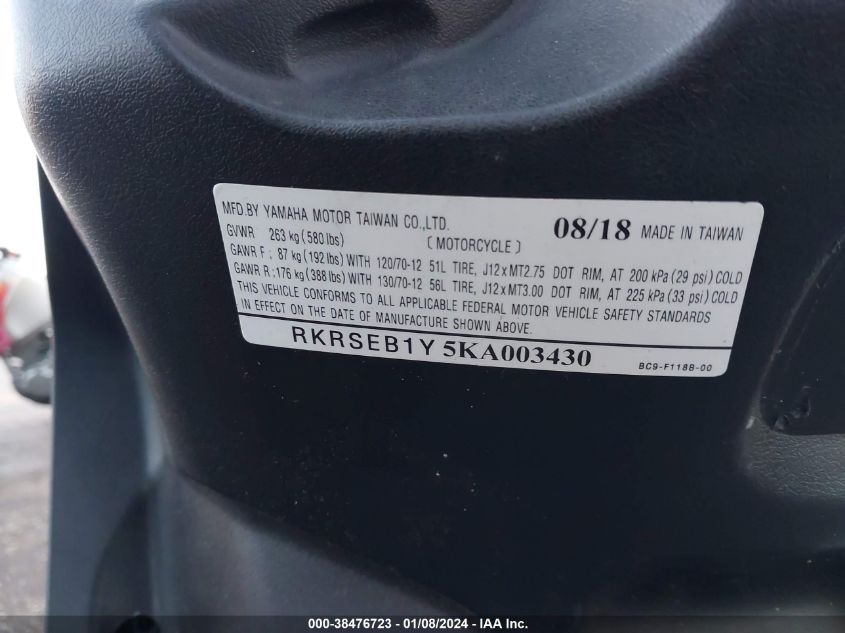 MFD.BY YAMAHA MOTOR TAIWAN CO.,LTD. 08/18 MADE IN TAIWAN
GVWR 263 kg (580 lbs) (MOTORCYCLE)
GAWR F : 87 kg (192 lbs) WITH 120/70-12 51L TIRE, J12xMT2.75 DOT RIM, AT 200 kPa (29 psi) COLD
GAWR R : 176 kg (388 lbs) WITH 130/70-12 56L TIRE, J12xMT3.00 DOT RIM, AT 225 kPa (33 psi) COLD
THIS VEHICLE CONFORMS TO ALL APPLICABLE FEDERAL MOTOR VEHICLE SAFETY STANDARDS
IN EFFECT ON THE DATE OF MANUFACTURE SHOWN ABOVE.
RKRSEB1Y5KA003430
BC9-F118B-00
000-38476723 - 01/08/2024 - IAA Inc.